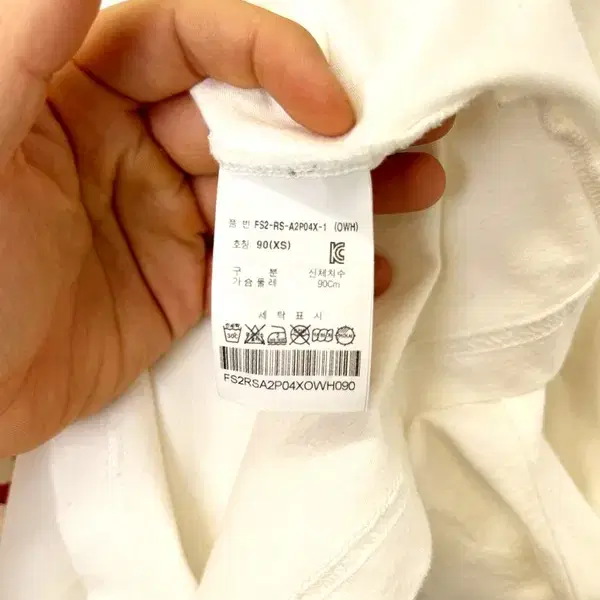 품 번 FS2-RS-A2P04X-1 (OWH)
호칭 90(XS)
구 분 신체치수
가슴둘레 90Cm
세 탁 표 시
FS2RSA2P04XOWH090